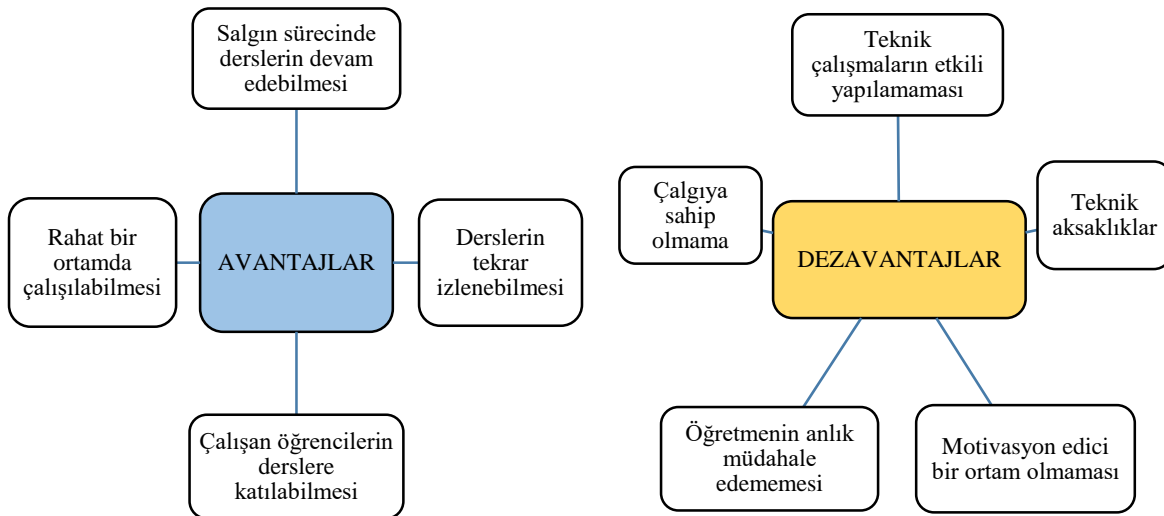 Salgın sürecinde
derslerin devam
edebilmesi
Rahat bir
ortamda
çalışılabilmesi
AVANTAJLAR
Derslerin
tekrar
izlenebilmesi
Çalışan öğrencilerin
derslere
katılabilmesi
Teknik
çalışmaların etkili
yapılamaması
Çalgıya
sahip
olmama
DEZAVANTAJLAR
Teknik
aksaklıklar
Öğretmenin anlık
müdahale
edememesi
Motivasyon edici
bir ortam olmaması